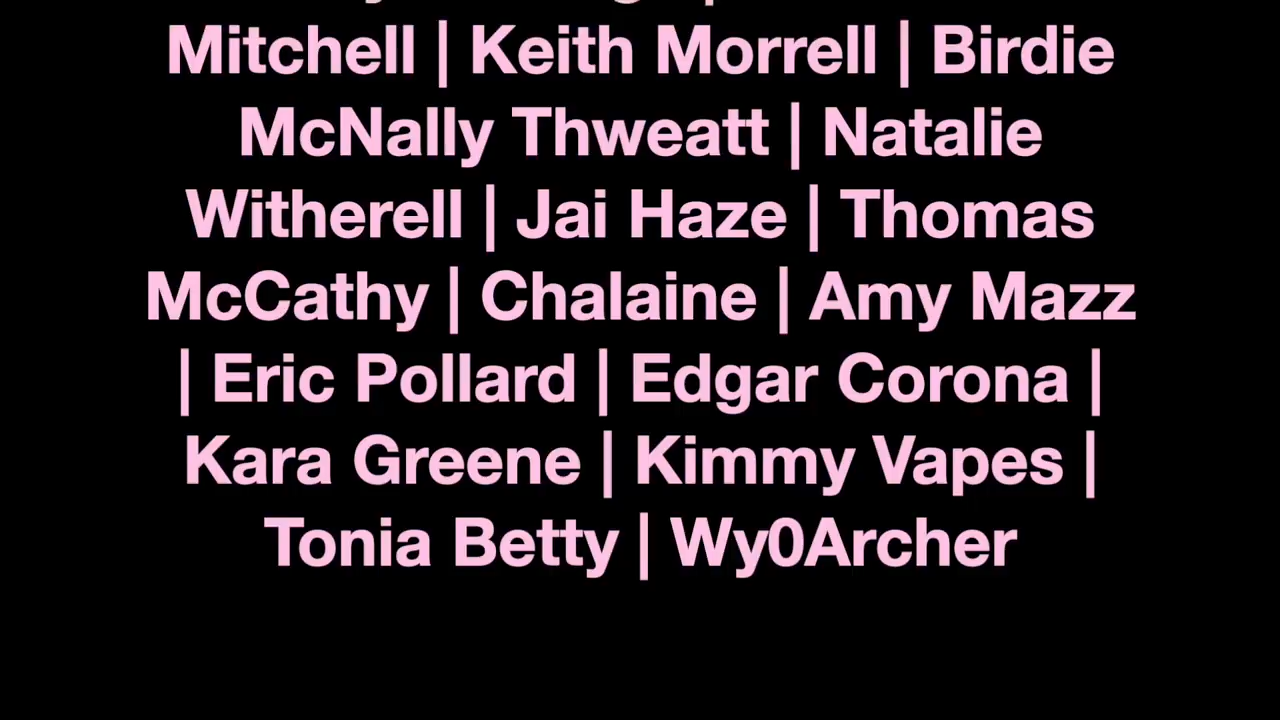 Mitchell | Keith Morrell | Birdie
McNally Thweatt | Natalie
Witherell | Jai Haze | Thomas
McCathy | Chalaine | Amy Mazz
| Eric Pollard | Edgar Corona |
Kara Greene | Kimmy Vapes |
Tonia Betty | Wy0Archer